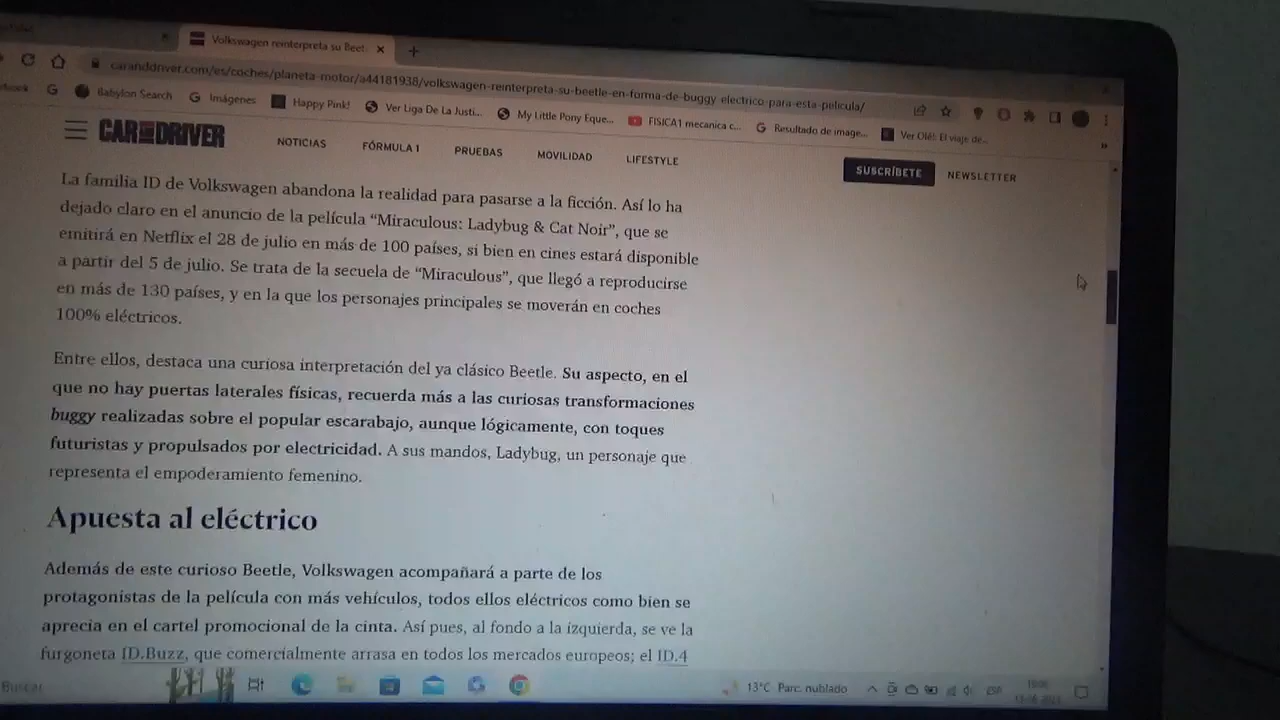 Volkswagen reinterpreta su Beet
caranddriver.com/es/coches/planeta-motor/a44181938/volkswagen-reinterpreta-su-beetle-en-forma-de-buggy-electrico-para-esta-pelicula/
Babylon Search Imágenes Happy Pink! Ver Liga De La Justi... My Little Pony Eque... FISICA1 mecanica c... Resultado de image... Ver Olé!: El viaje de...
CAR AND DRIVER NOTICIAS FÓRMULA 1 PRUEBAS MOVILIDAD LIFESTYLE SUSCRÍBETE NEWSLETTER
La familia ID de Volkswagen abandona la realidad para pasarse a la ficción. Así lo ha
dejado claro en el anuncio de la película “Miraculous: Ladybug & Cat Noir”, que se
emitirá en Netflix el 28 de julio en más de 100 países, si bien en cines estará disponible
a partir del 5 de julio. Se trata de la secuela de “Miraculous”, que llegó a reproducirse
en más de 130 países, y en la que los personajes principales se moverán en coches
100% eléctricos.
Entre ellos, destaca una curiosa interpretación del ya clásico Beetle. Su aspecto, en el
que no hay puertas laterales físicas, recuerda más a las curiosas transformaciones
buggy realizadas sobre el popular escarabajo, aunque lógicamente, con toques
futuristas y propulsados por electricidad. A sus mandos, Ladybug, un personaje que
representa el empoderamiento femenino.
Apuesta al eléctrico
Además de este curioso Beetle, Volkswagen acompañará a parte de los
protagonistas de la película con más vehículos, todos ellos eléctricos como bien se
aprecia en el cartel promocional de la cinta. Así pues, al fondo a la izquierda, se ve la
furgoneta ID.Buzz, que comercialmente arrasa en todos los mercados europeos; el ID.4
Buscar 13°C Parc. nublado